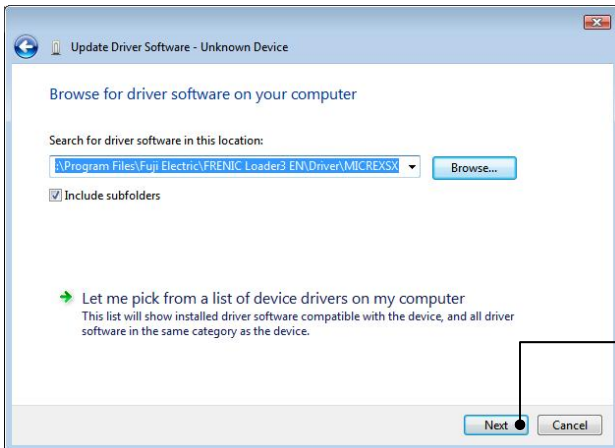 Update Driver Software - Unknown Device
Browse for driver software on your computer
Search for driver software in this location:
:\Program Files\Fuji Electric\FRENIC Loader3 EN\Driver\MICREXSX
Browse...
Include subfolders
Let me pick from a list of device drivers on my computer
This list will show installed driver software compatible with the device, and all driver
software in the same category as the device.
Next
Cancel